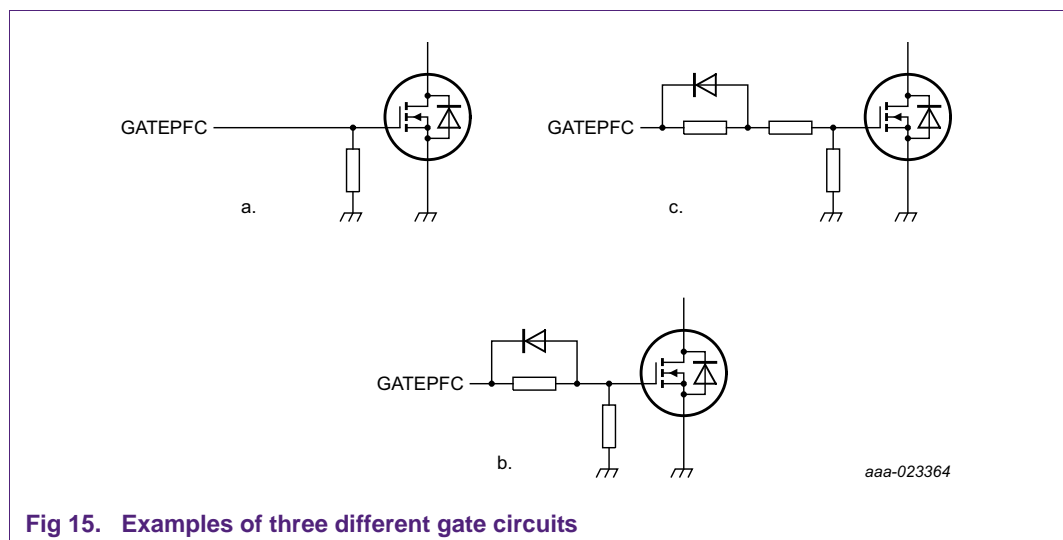 GATEPFC
a.
GATEPFC
c.
GATEPFC
b.
aaa-023364
Fig 15. Examples of three different gate circuits